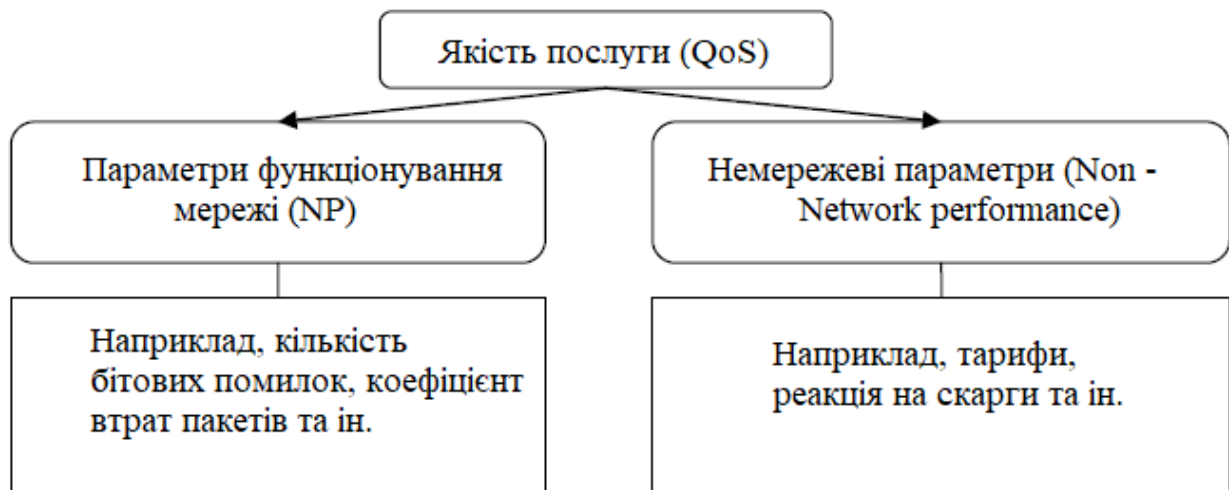 Якість послуги (QoS)
Параметри функціонування
мережі (NP)
Немережеві параметри (Non -
Network performance)
Наприклад, кількість
бітових помилок, коефіцієнт
втрат пакетів та ін.
Наприклад, тарифи,
реакція на скарги та ін.